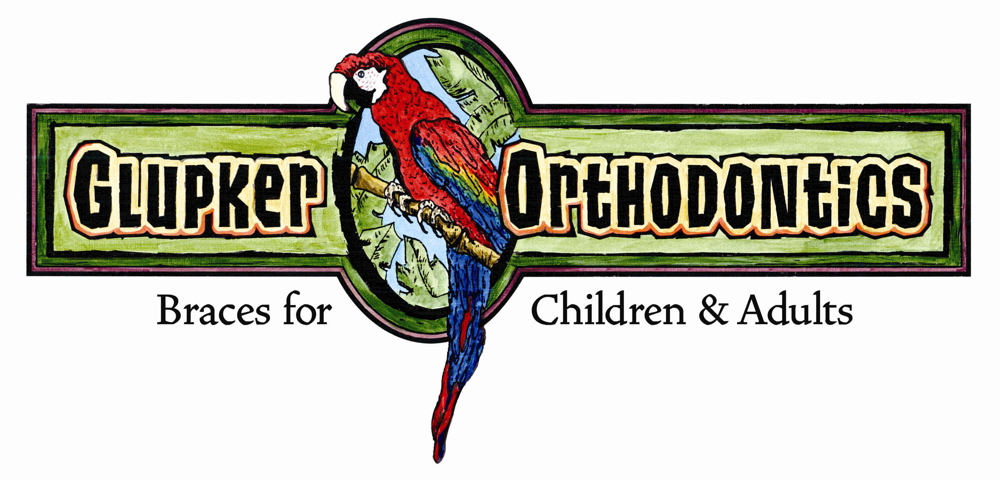 Glupker Orthodontics
Braces for Children & Adults